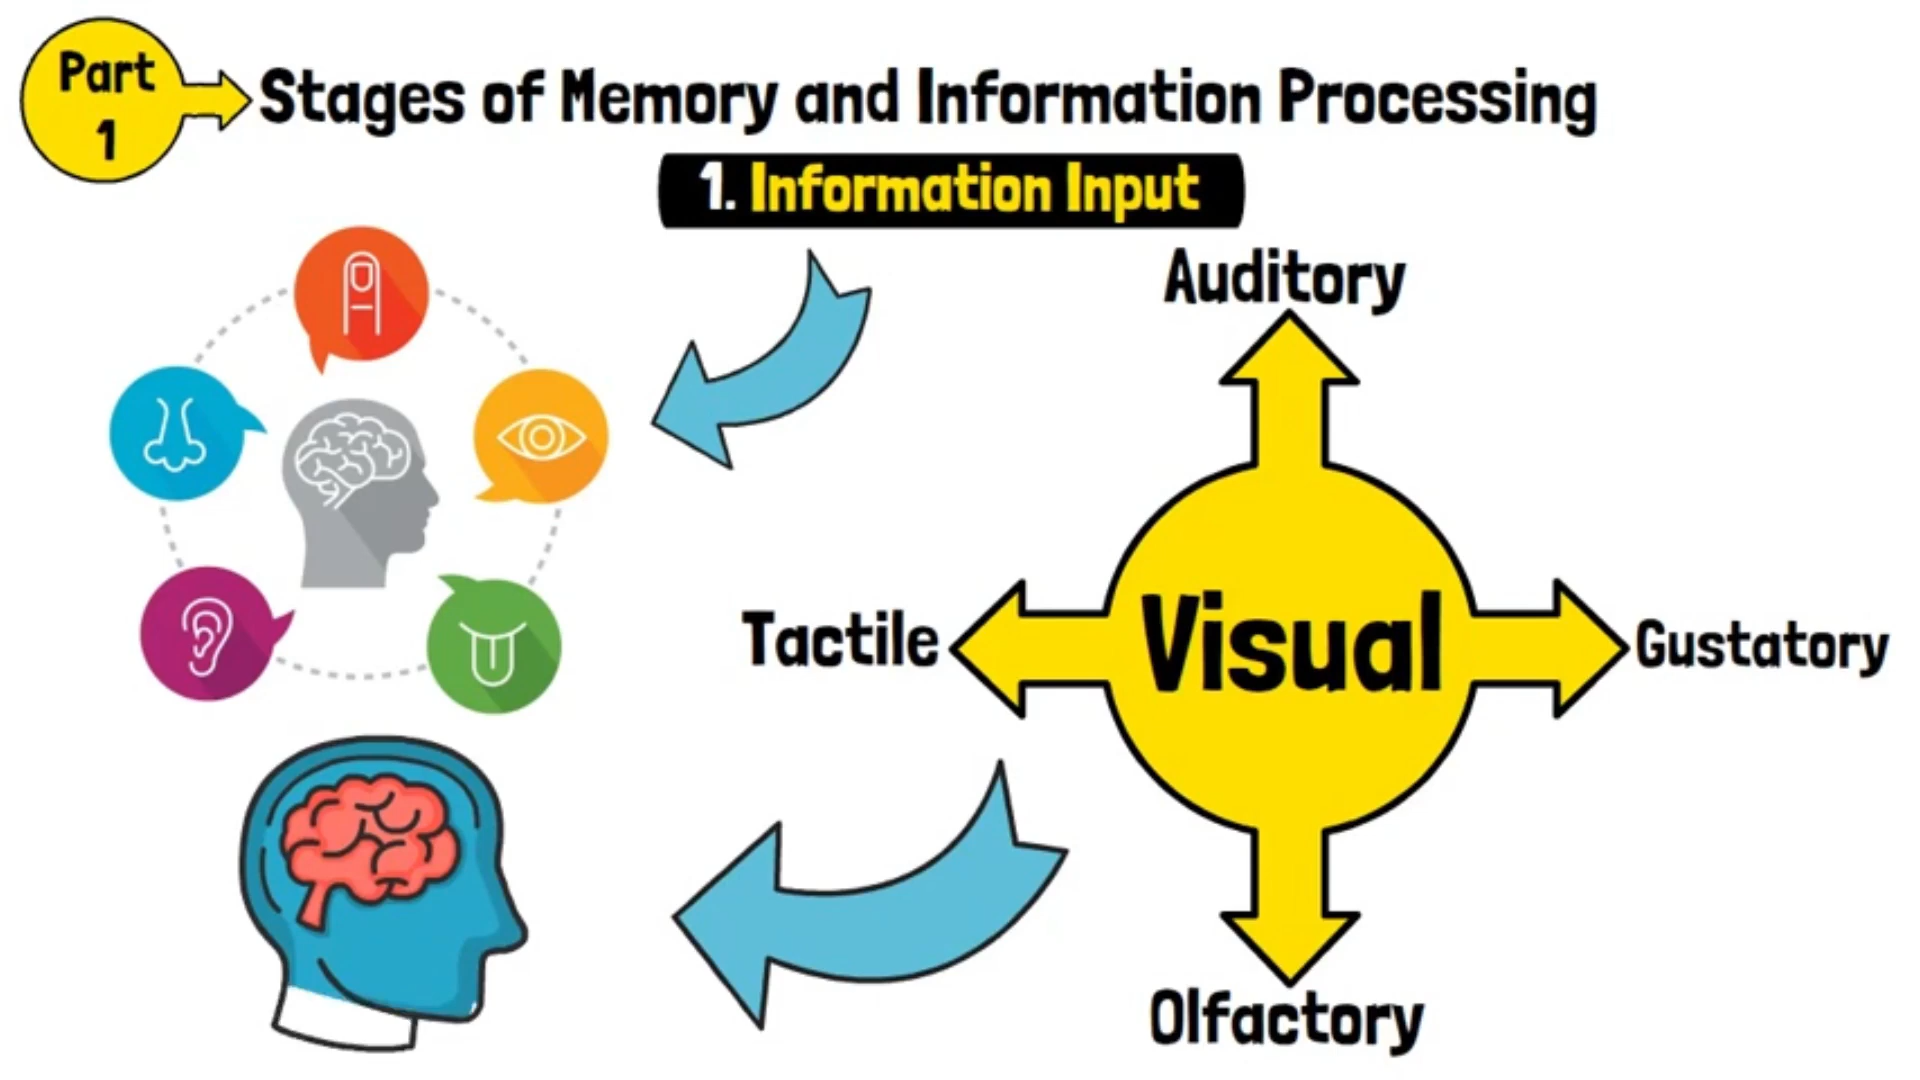 Part
1
Stages of Memory and Information Processing
1. Information Input
Auditory
Tactile
Visual
Gustatory
Olfactory